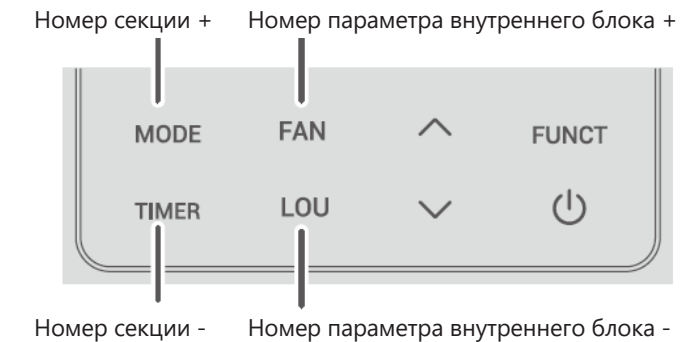 Номер секции + Номер параметра внутреннего блока +
MODE FAN FUNCT
TIMER LOU
Номер секции - Номер параметра внутреннего блока -